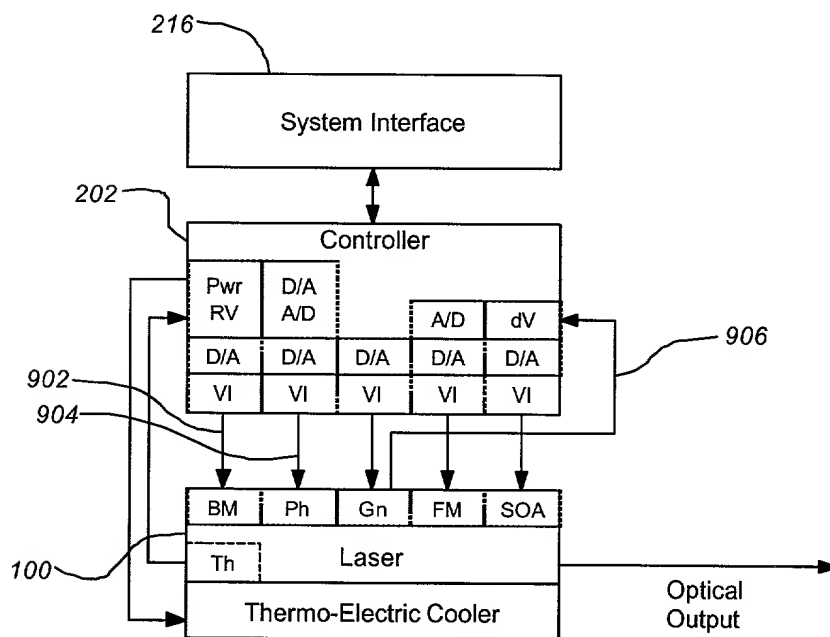 216
System Interface
202
Controller
Pwr D/A
RV A/D A/D dV
906
D/A D/A D/A D/A D/A
902
VI VI VI VI VI
904
BM Ph Gn FM SOA
100
Th Laser
Optical
Output
Thermo-Electric Cooler